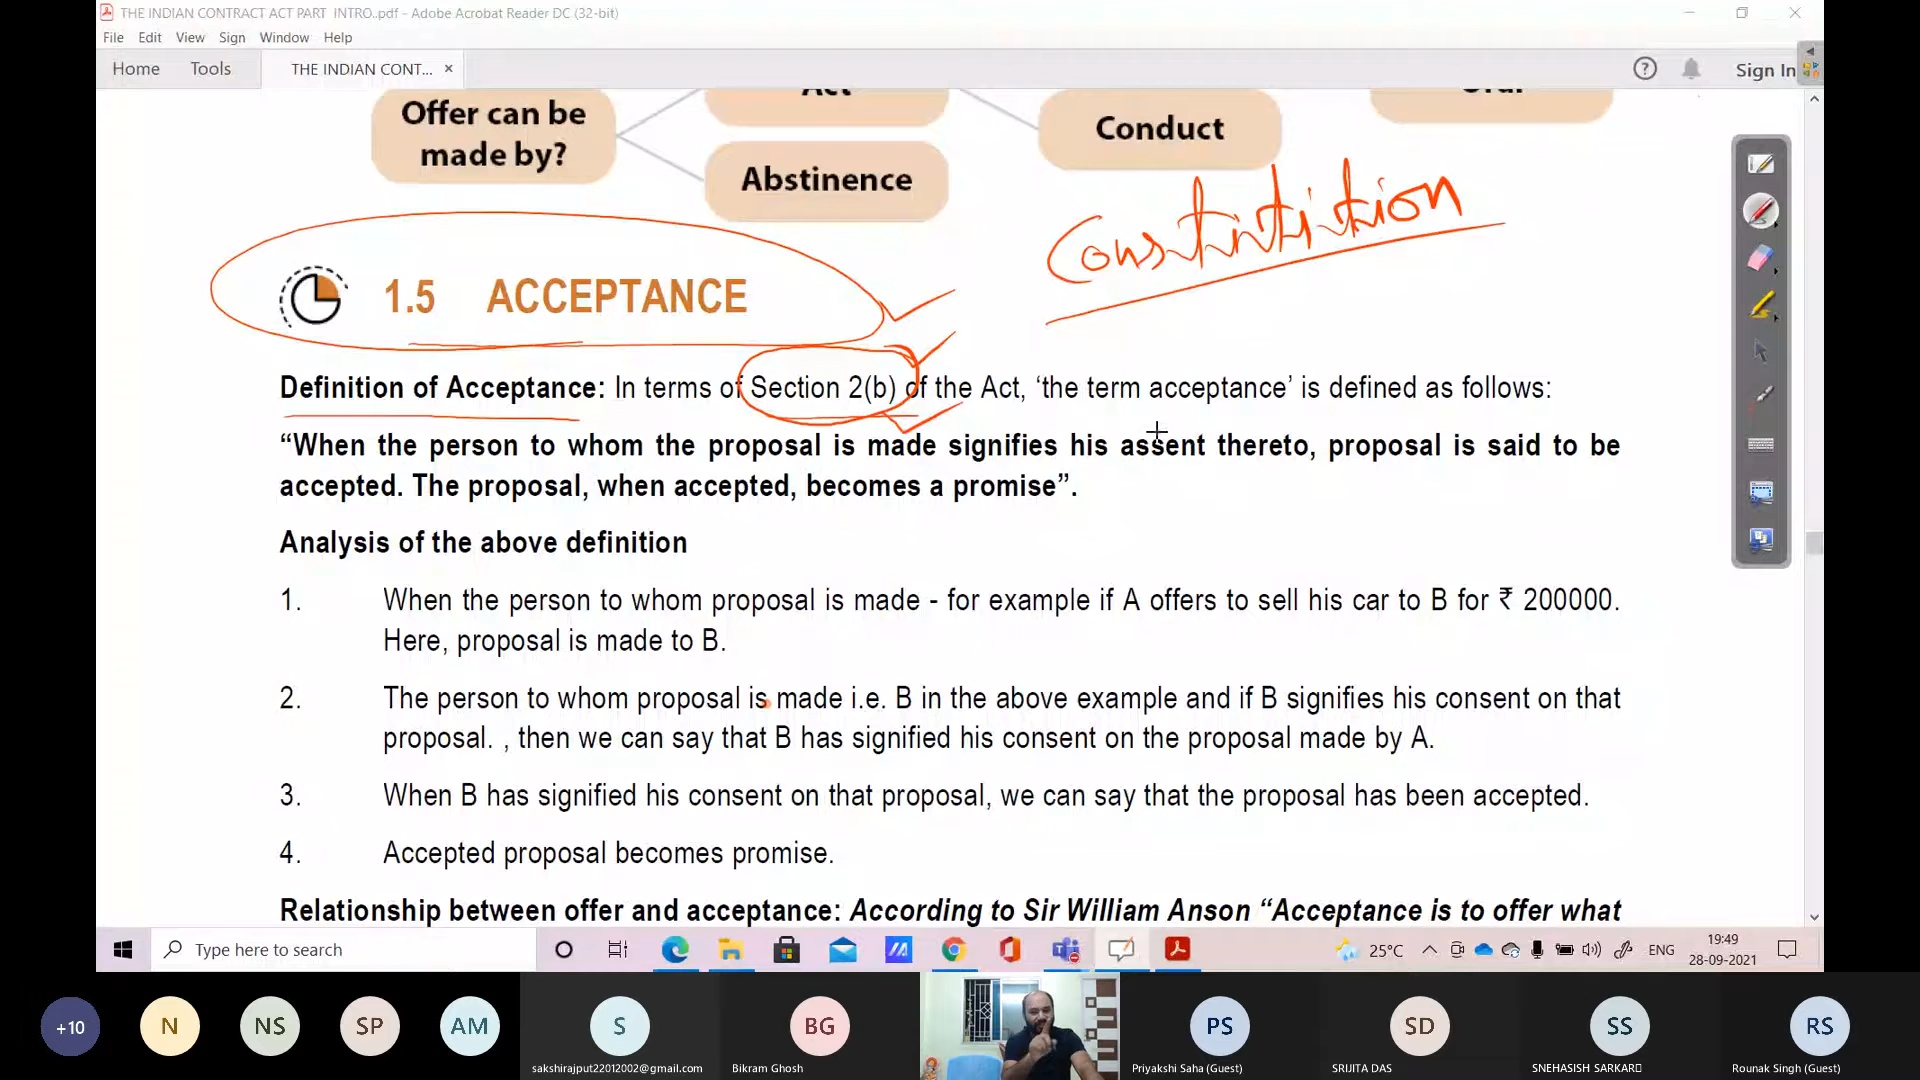 THE INDIAN CONTRACT ACT PART INTRO..pdf - Adobe Acrobat Reader DC (32-bit)
File Edit View Sign Window Help
Home Tools THE INDIAN CONT... × Sign In
Offer can be made by?
Act
Abstinence
Conduct
Oral
Constitution
1.5 ACCEPTANCE
Definition of Acceptance: In terms of Section 2(b) of the Act, ‘the term acceptance’ is defined as follows:
“When the person to whom the proposal is made signifies his assent thereto, proposal is said to be
accepted. The proposal, when accepted, becomes a promise”.
Analysis of the above definition
1. When the person to whom proposal is made - for example if A offers to sell his car to B for ₹ 200000.
Here, proposal is made to B.
2. The person to whom proposal is made i.e. B in the above example and if B signifies his consent on that
proposal. , then we can say that B has signified his consent on the proposal made by A.
3. When B has signified his consent on that proposal, we can say that the proposal has been accepted.
4. Accepted proposal becomes promise.
Relationship between offer and acceptance: According to Sir William Anson “Acceptance is to offer what
Type here to search 25°C ENG 19:49
28-09-2021
+10 N NS SP AM S BG PS SD SS RS
sakshirajput22012002@gmail.com Bikram Ghosh Priyakshi Saha (Guest) SRIJITA DAS SNEHASISH SARKAR Rounak Singh (Guest)